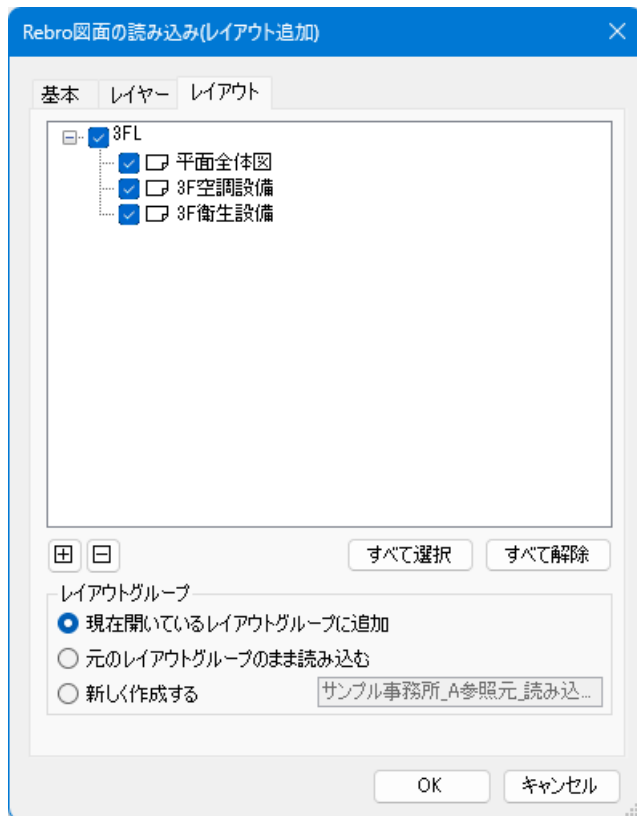 Rebro図面の読み込み(レイアウト追加)
基本 レイヤー レイアウト
3FL
平面全体図
3F空調設備
3F衛生設備
すべて選択 すべて解除
レイアウトグループ
現在開いているレイアウトグループに追加
元のレイアウトグループのまま読み込む
新しく作成する サンプル事務所_A参照元_読み込...
OK キャンセル